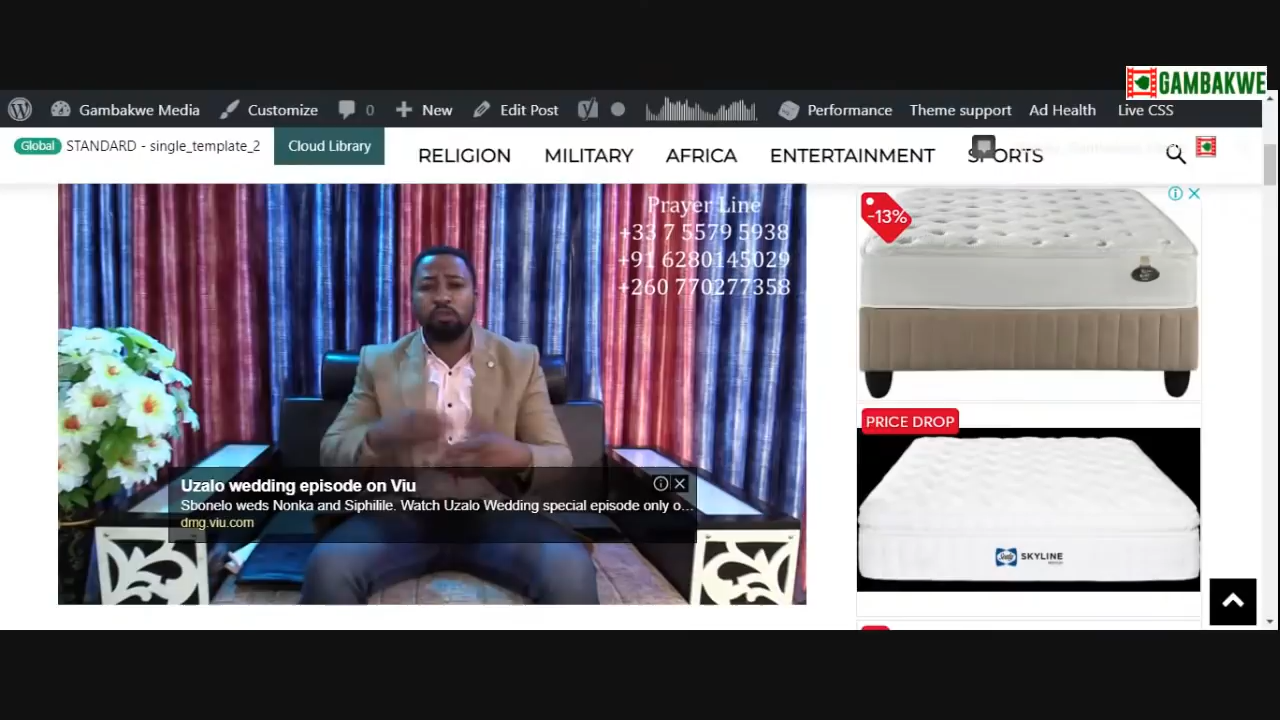 GAMBAKWE
Gambakwe Media
Customize
0
New
Edit Post
Performance
Theme support
Ad Health
Live CSS
Global
STANDARD - single_template_2
Cloud Library
RELIGION
MILITARY
AFRICA
ENTERTAINMENT
SPORTS
Prayer Line
+33 7 5579 5938
+91 6280145029
+260 770277358
Uzalo wedding episode on Viu
Sbonelo weds Nonka and Siphilile. Watch Uzalo Wedding special episode only o...
dmg.viu.com
-13%
PRICE DROP
Sealy
SKYLINE